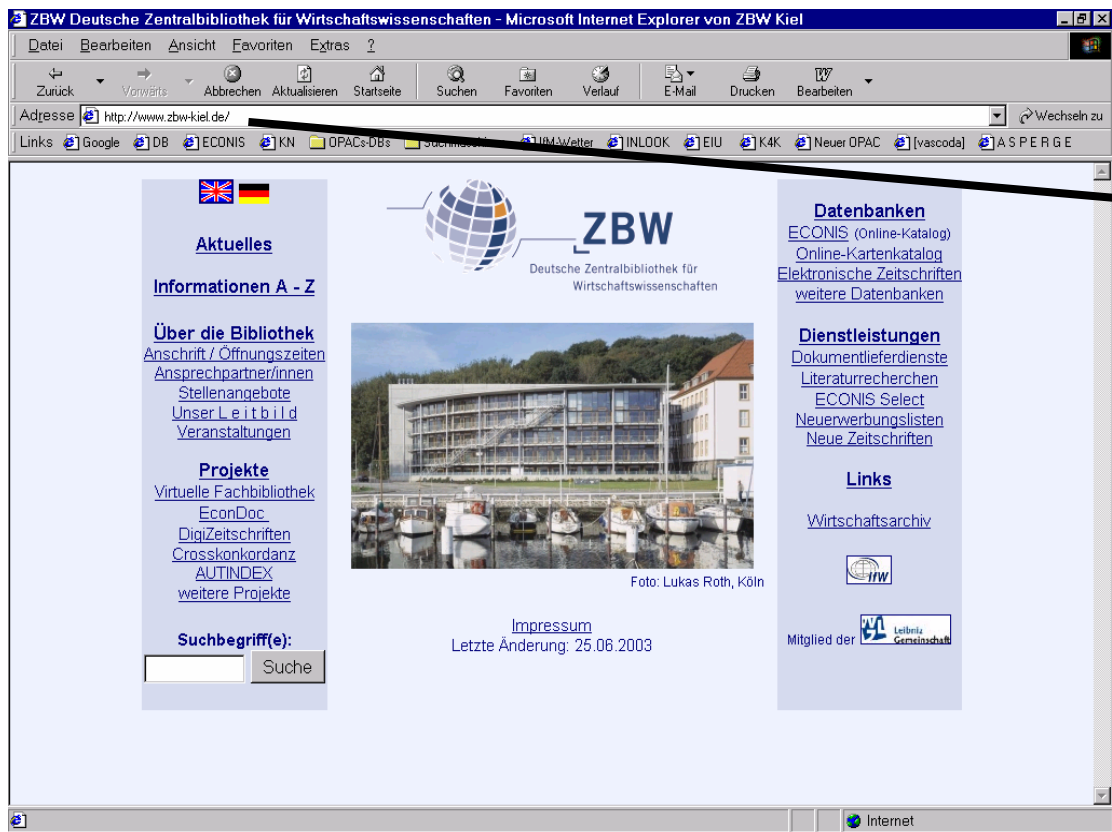 ZBW Deutsche Zentralbibliothek für Wirtschaftswissenschaften - Microsoft Internet Explorer von ZBW Kiel
Datei Bearbeiten Ansicht Favoriten Extras ?
Zurück Vorwärts Abbrechen Aktualisieren Startseite Suchen Favoriten Verlauf E-Mail Drucken Bearbeiten
Adresse http://www.zbw-kiel.de/ Wechseln zu
Links Google DB ECONIS KN OPACs-DBs IfM-Wetter INLOOK EIU K4K Neuer OPAC [vascoda] A S P E R G E
Aktuelles
Informationen A - Z
Über die Bibliothek
Anschrift / Öffnungszeiten
Ansprechpartner/innen
Stellenangebote
Unser L e i t b i l d
Veranstaltungen
Projekte
Virtuelle Fachbibliothek
EconDoc
DigiZeitschriften
Crosskonkordanz
AUTINDEX
weitere Projekte
Suchbegriff(e):
Suche
ZBW
Deutsche Zentralbibliothek für
Wirtschaftswissenschaften
Foto: Lukas Roth, Köln
Impressum
Letzte Änderung: 25.06.2003
Datenbanken
ECONIS (Online-Katalog)
Online-Kartenkatalog
Elektronische Zeitschriften
weitere Datenbanken
Dienstleistungen
Dokumentlieferdienste
Literaturrecherchen
ECONIS Select
Neuerwerbungslisten
Neue Zeitschriften
Links
Wirtschaftsarchiv
IfW
Mitglied der
Leibniz
Gemeinschaft
Internet